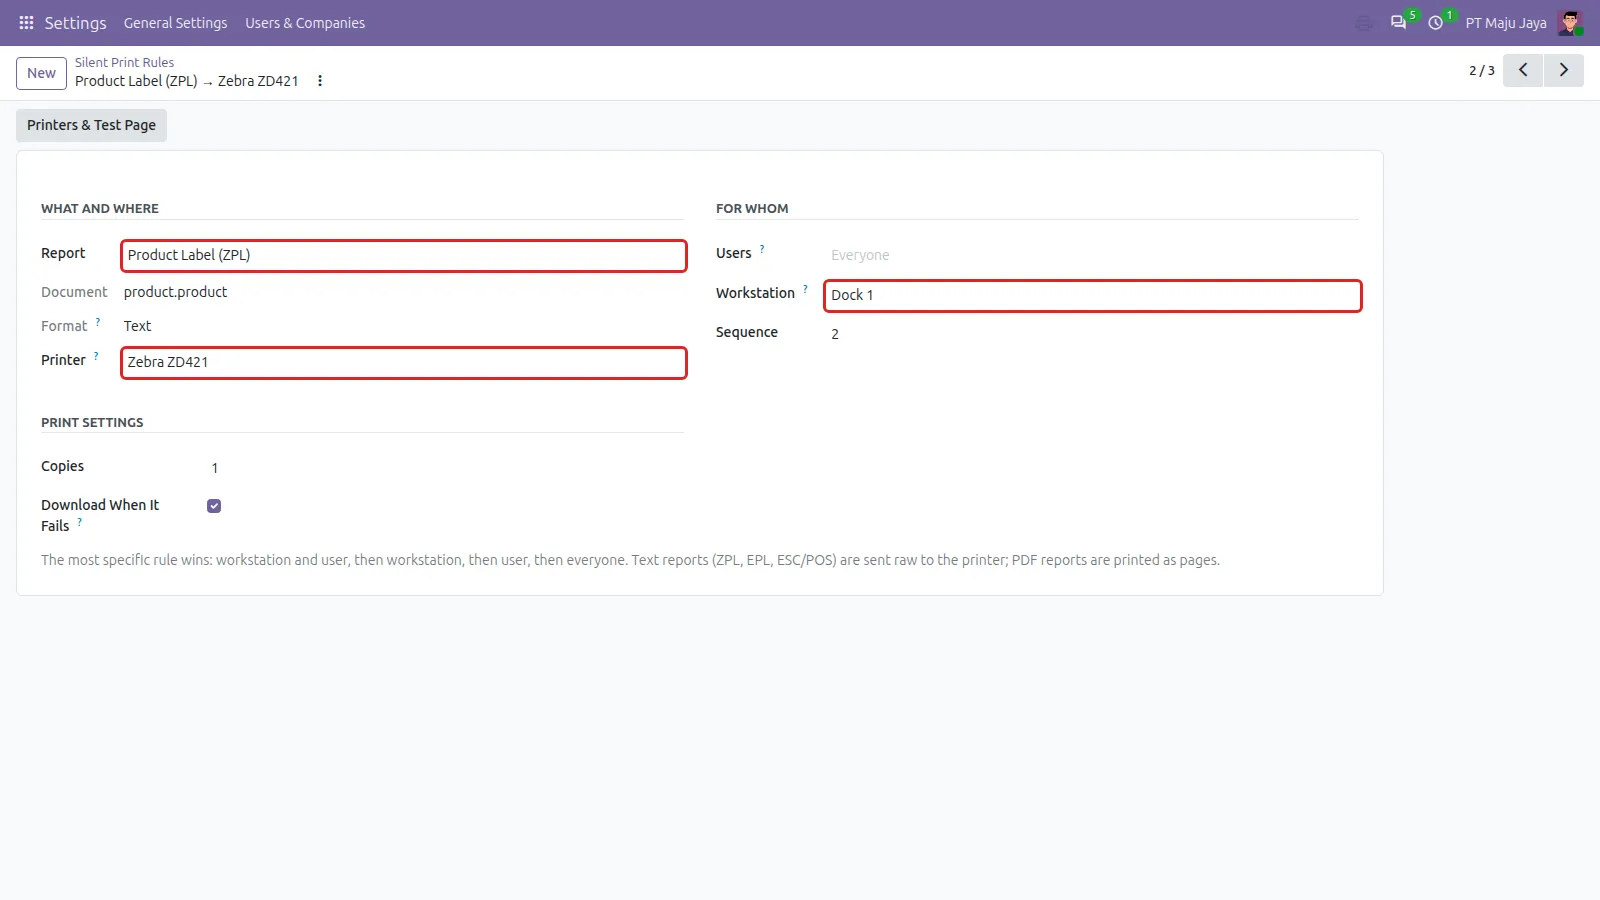 Settings General Settings Users & Companies 5 1 PT Maju Jaya
New
Silent Print Rules
Product Label (ZPL) → Zebra ZD421
2 / 3
Printers & Test Page
WHAT AND WHERE
Report Product Label (ZPL)
Document product.product
Format ? Text
Printer ? Zebra ZD421
FOR WHOM
Users ? Everyone
Workstation ? Dock 1
Sequence 2
PRINT SETTINGS
Copies 1
Download When It
Fails ?
The most specific rule wins: workstation and user, then workstation, then user, then everyone. Text reports (ZPL, EPL, ESC/POS) are sent raw to the printer; PDF reports are printed as pages.